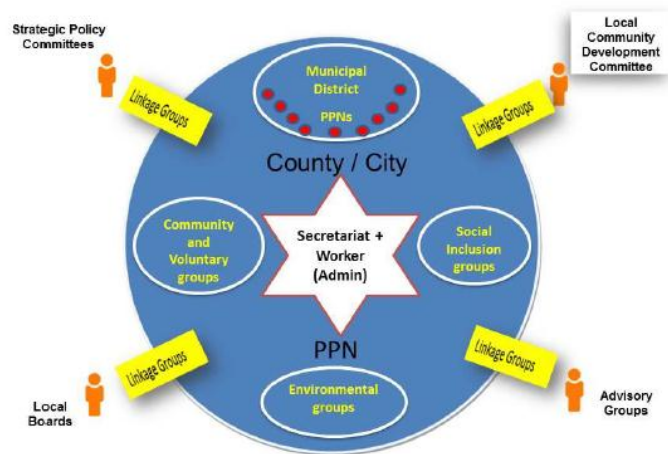 Strategic Policy
Committees
Local
Community
Development
Committee
Linkage Groups
Linkage Groups
Municipal
District
PPNs
County / City
Community
and
Voluntary
groups
Secretariat +
Worker
(Admin)
Social
Inclusion
groups
PPN
Linkage Groups
Linkage Groups
Environmental
groups
Local
Boards
Advisory
Groups